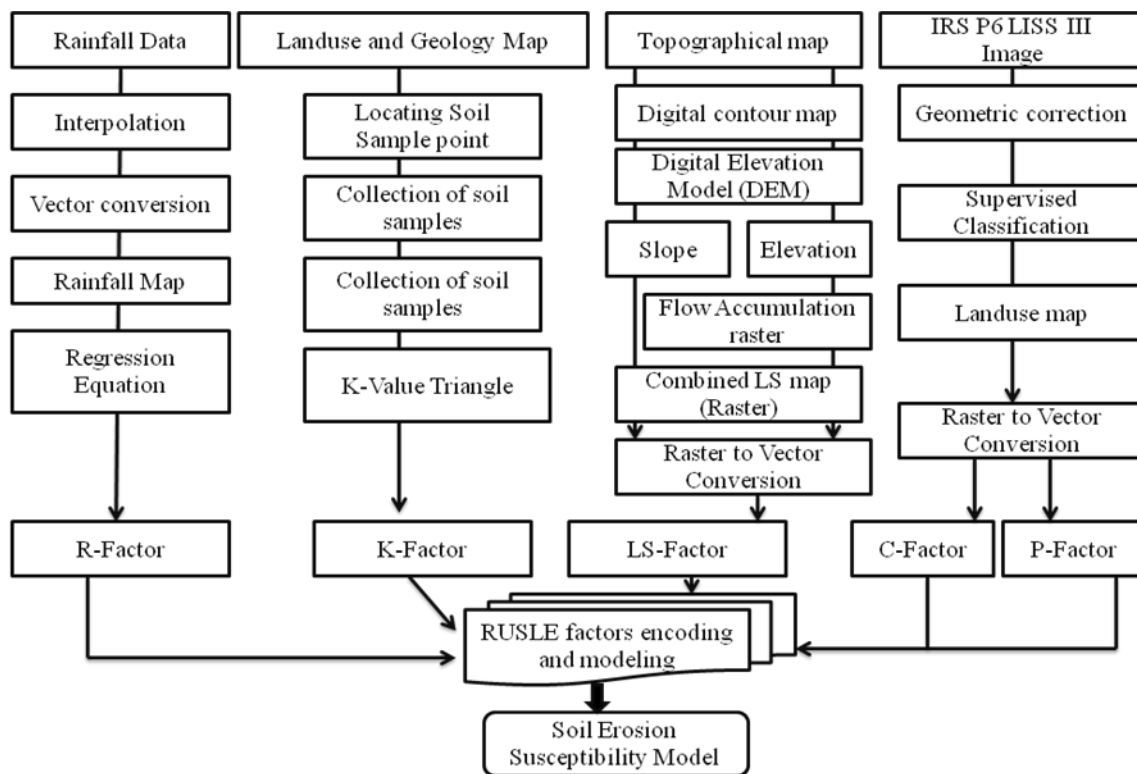 Rainfall Data
Interpolation
Vector conversion
Rainfall Map
Regression
Equation
R-Factor
Landuse and Geology Map
Locating Soil
Sample point
Collection of soil
samples
Collection of soil
samples
K-Value Triangle
K-Factor
Topographical map
Digital contour map
Digital Elevation
Model (DEM)
Slope
Elevation
Flow Accumulation
raster
Combined LS map
(Raster)
Raster to Vector
Conversion
LS-Factor
IRS P6 LISS III
Image
Geometric correction
Supervised
Classification
Landuse map
Raster to Vector
Conversion
C-Factor
P-Factor
RUSLE factors encoding
and modeling
Soil Erosion
Susceptibility Model